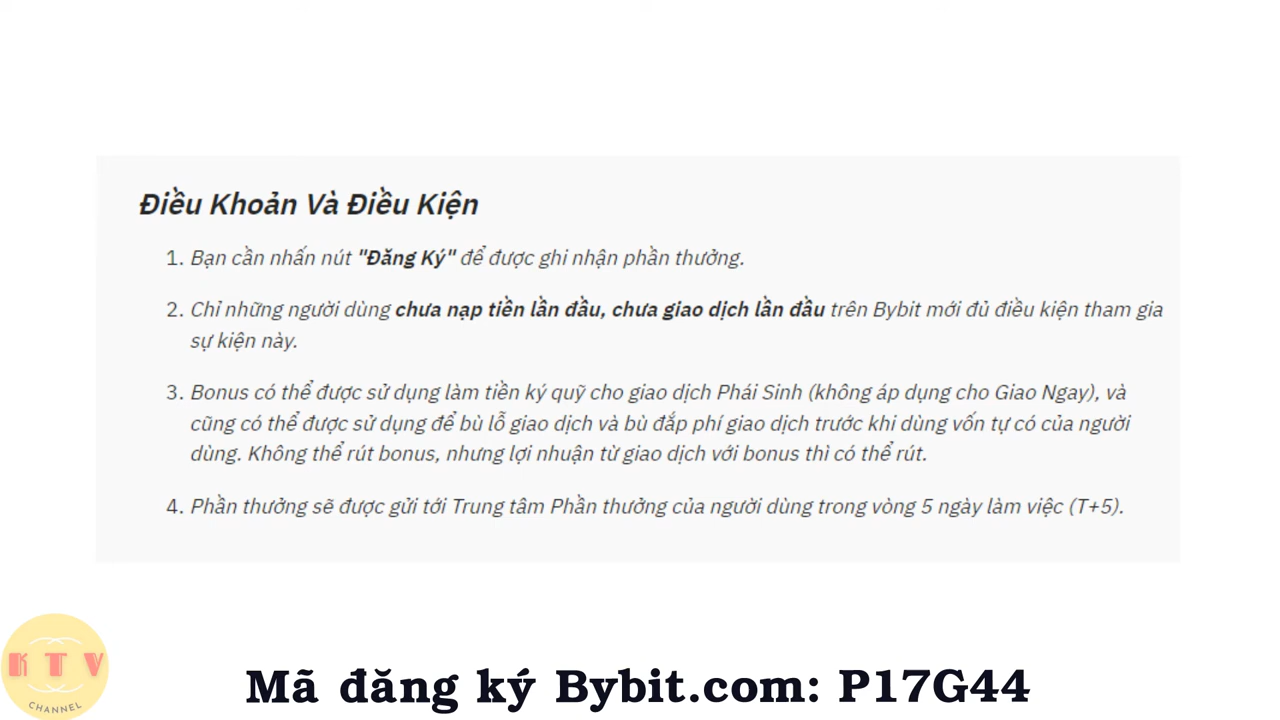 Điều Khoản Và Điều Kiện
1. Bạn cần nhấn nút "Đăng Ký" để được ghi nhận phần thưởng.
2. Chỉ những người dùng chưa nạp tiền lần đầu, chưa giao dịch lần đầu trên Bybit mới đủ điều kiện tham gia
sự kiện này.
3. Bonus có thể được sử dụng làm tiền ký quỹ cho giao dịch Phái Sinh (không áp dụng cho Giao Ngay), và
cũng có thể được sử dụng để bù lỗ giao dịch và bù đắp phí giao dịch trước khi dùng vốn tự có của người
dùng. Không thể rút bonus, nhưng lợi nhuận từ giao dịch với bonus thì có thể rút.
4. Phần thưởng sẽ được gửi tới Trung tâm Phần thưởng của người dùng trong vòng 5 ngày làm việc (T+5).
KTV
CHANNEL
Mã đăng ký Bybit.com: P17G44